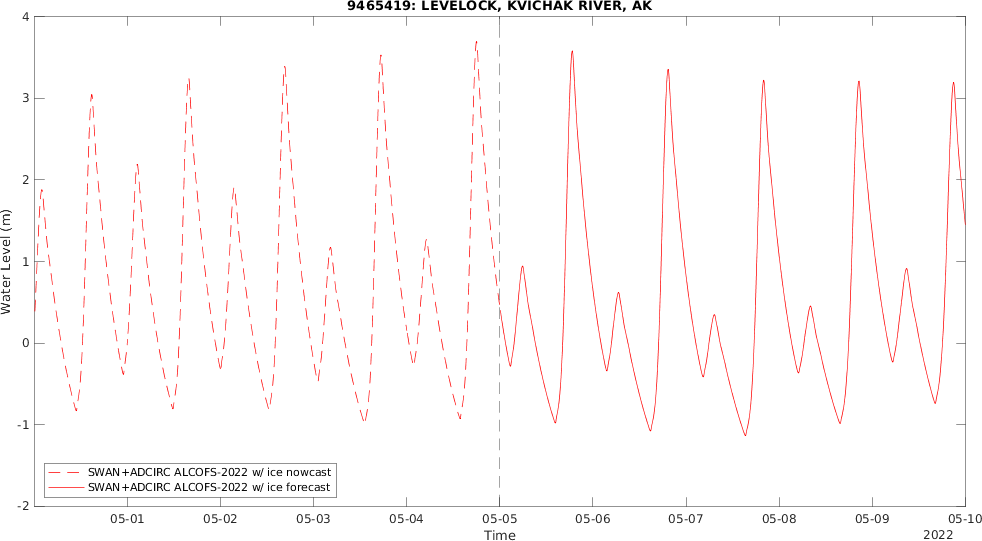 9465419: LEVELOCK, KVICHAK RIVER, AK
4
3
2
1
0
-1
-2
Water Level (m)
SWAN+ADCIRC ALCOFS-2022 w/ ice nowcast
SWAN+ADCIRC ALCOFS-2022 w/ ice forecast
05-01 05-02 05-03 05-04 05-05 05-06 05-07 05-08 05-09 05-10
Time
2022